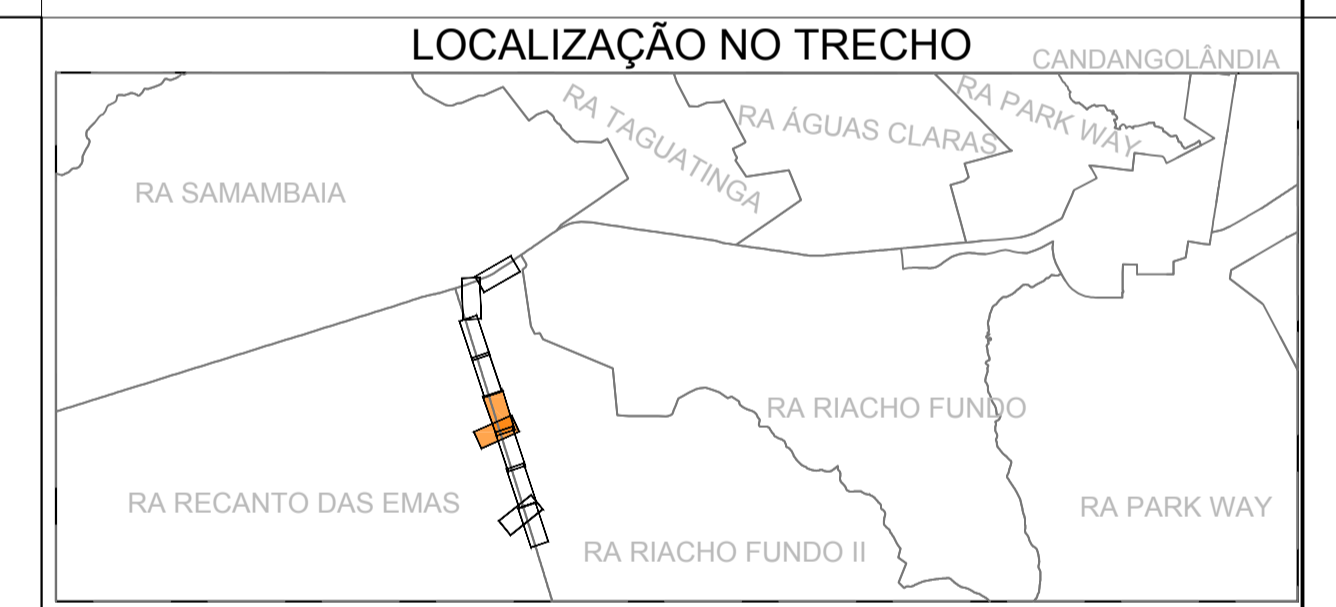 LOCALIZAÇÃO NO TRECHO
CANDANGOLÂNDIA
RA PARK WAY
RA TAGUATINGA
RA ÁGUAS CLARAS
RA SAMAMBAIA
RA RIACHO FUNDO
RA RECANTO DAS EMAS
RA PARK WAY
RA RIACHO FUNDO II